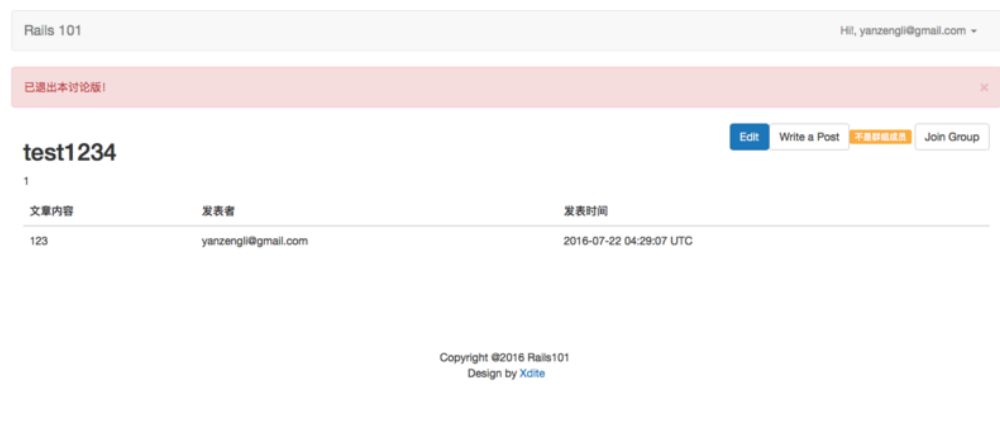 Rails 101
Hi!, yanzengli@gmail.com
已退出本讨论版!
×
Edit
Write a Post
不是群组成员
Join Group
test1234
1
文章内容 发表者 发表时间
123 yanzengli@gmail.com 2016-07-22 04:29:07 UTC
Copyright @2016 Rails101
Design by Xdite